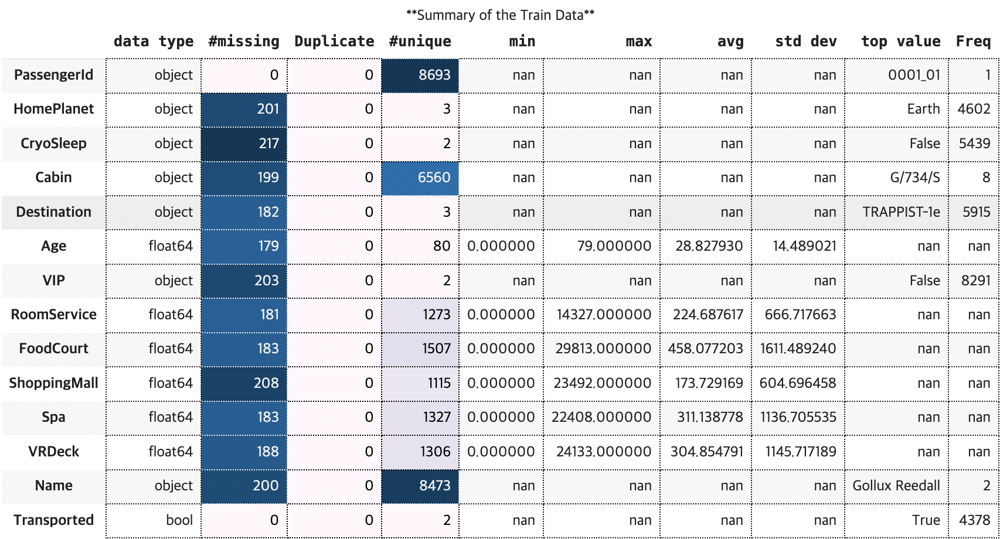 **Summary of the Train Data**
data type #missing Duplicate #unique min max avg std dev top value Freq
PassengerId object 0 0 8693 nan nan nan nan 0001_01 1
HomePlanet object 201 0 3 nan nan nan nan Earth 4602
CryoSleep object 217 0 2 nan nan nan nan False 5439
Cabin object 199 0 6560 nan nan nan nan G/734/S 8
Destination object 182 0 3 nan nan nan nan TRAPPIST-1e 5915
Age float64 179 0 80 0.000000 79.000000 28.827930 14.489021 nan nan
VIP object 203 0 2 nan nan nan nan False 8291
RoomService float64 181 0 1273 0.000000 14327.000000 224.687617 666.717663 nan nan
FoodCourt float64 183 0 1507 0.000000 29813.000000 458.077203 1611.489240 nan nan
ShoppingMall float64 208 0 1115 0.000000 23492.000000 173.729169 604.696458 nan nan
Spa float64 183 0 1327 0.000000 22408.000000 311.138778 1136.705535 nan nan
VRDeck float64 188 0 1306 0.000000 24133.000000 304.854791 1145.717189 nan nan
Name object 200 0 8473 nan nan nan nan Gollux Reedall 2
Transported bool 0 0 2 nan nan nan nan True 4378